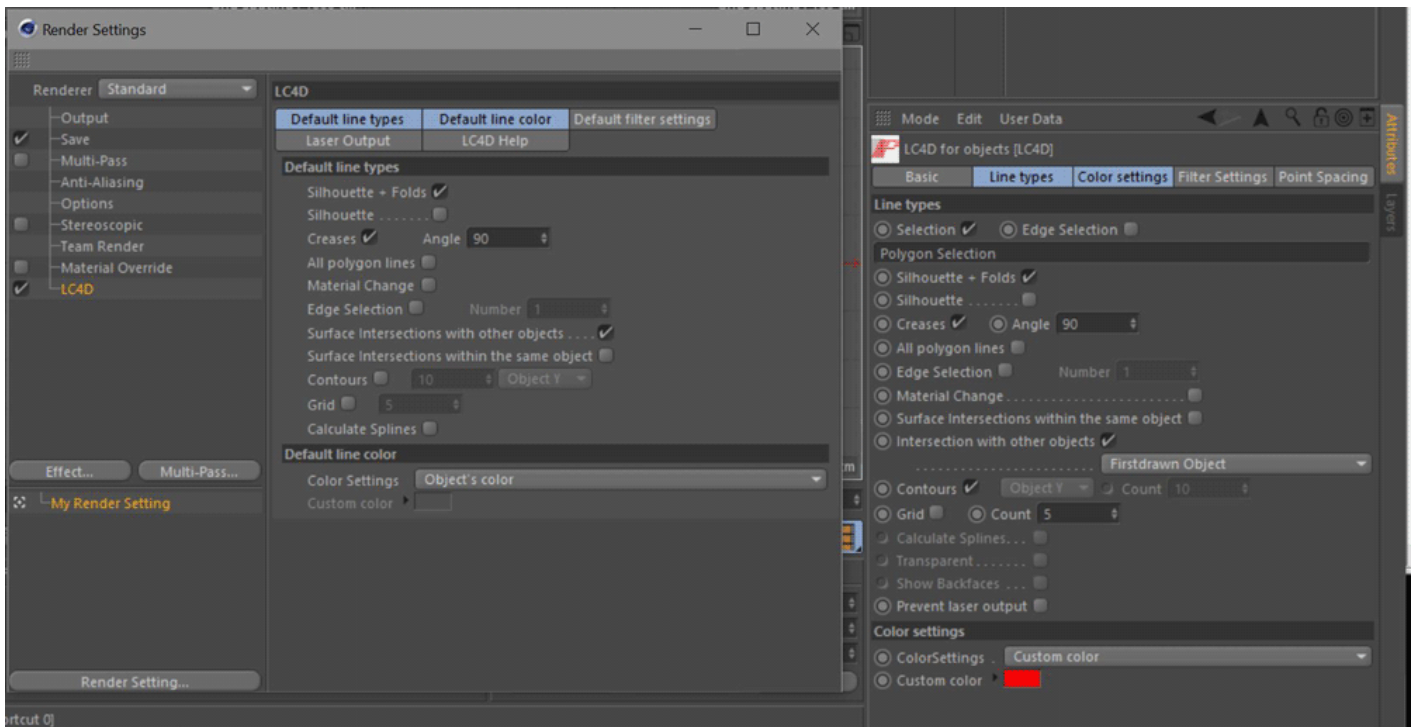 Render Settings
Renderer Standard
Output
Save
Multi-Pass
Anti-Aliasing
Options
Stereoscopic
Team Render
Material Override
LC4D
Effect... Multi-Pass...
My Render Setting
Render Setting...
LC4D
Default line types Default line color Default filter settings
Laser Output LC4D Help
Default line types
Silhouette + Folds
Silhouette . . . . . . .
Creases Angle 90
All polygon lines
Material Change
Edge Selection Number 1
Surface Intersections with other objects . . . .
Surface Intersections within the same object
Contours 10 Object Y
Grid 5
Calculate Splines
Default line color
Color Settings Object's color
Custom color
Mode Edit User Data
LC4D for objects [LC4D]
Basic Line types Color settings Filter Settings Point Spacing
Line types
Selection Edge Selection
Polygon Selection
Silhouette + Folds
Silhouette . . . . . . .
Creases Angle 90
All polygon lines
Edge Selection Number 1
Material Change . . . . . . . . . . . . . . . . . . . . . . .
Surface Intersections within the same object
Intersection with other objects
. . . . . . . . . . . . . . . . . . . . . . . Firstdrawn Object
Contours Object Y Count 10
Grid Count 5
Calculate Splines. . .
Transparent . . . . . . .
Show Backfaces . . .
Prevent laser output
Color settings
ColorSettings . Custom color
Custom color
Attributes
Layers
m
rtcut 0]